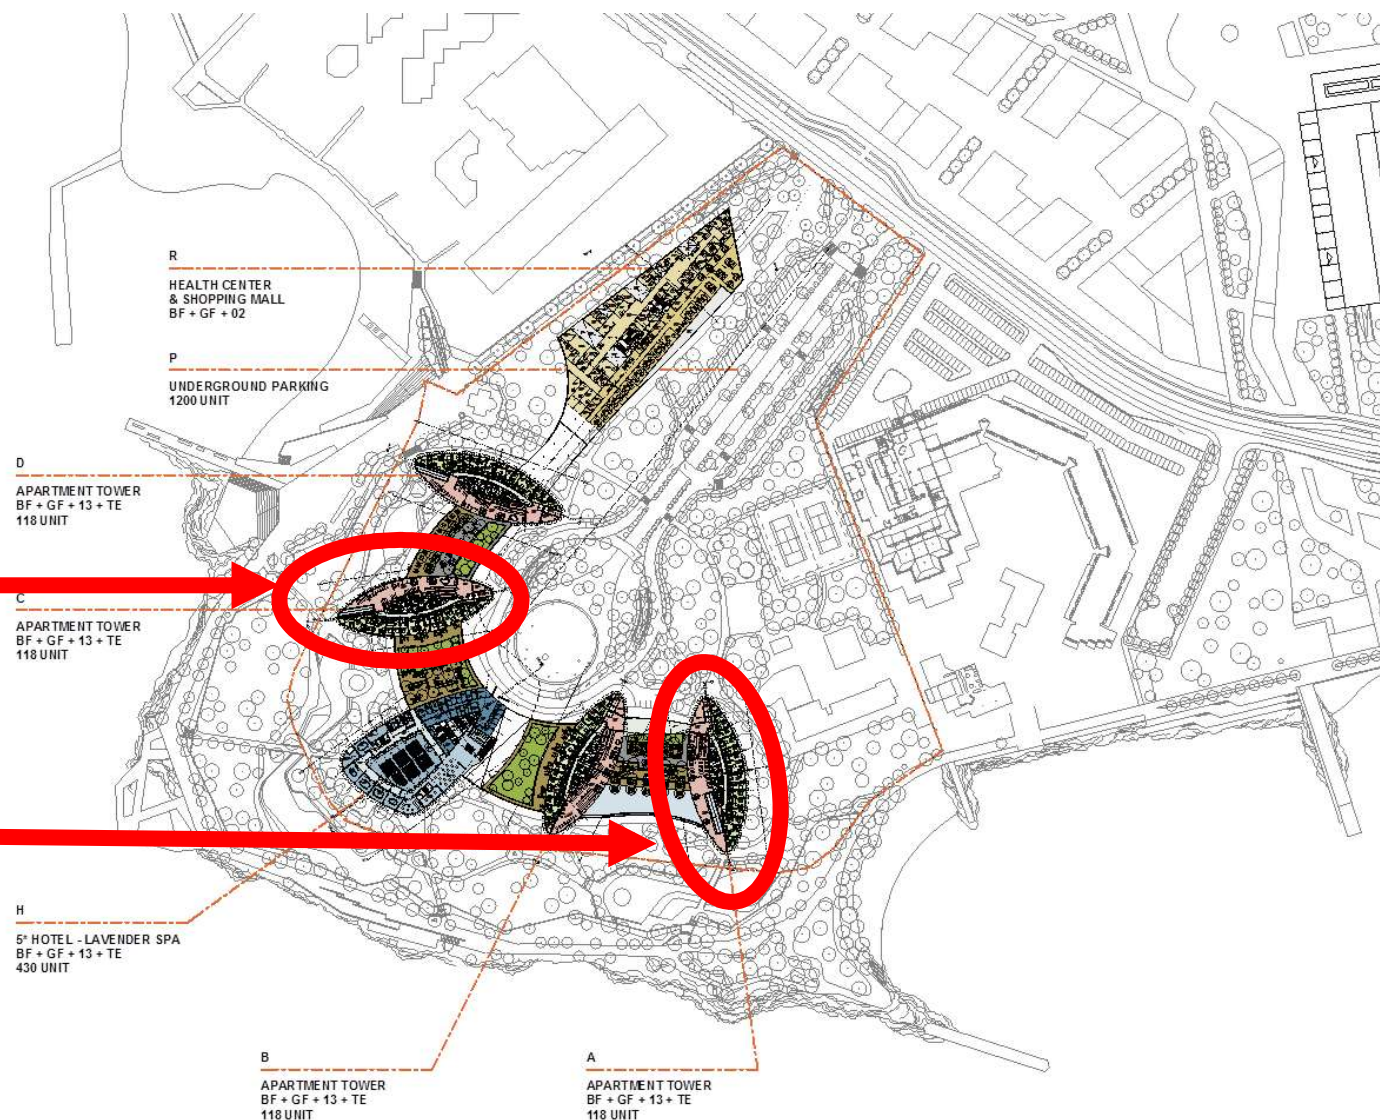 R
HEALTH CENTER
& SHOPPING MALL
BF + GF + 02
P
UNDERGROUND PARKING
1200 UNIT
D
APARTMENT TOWER
BF + GF + 13 + TE
118 UNIT
C
APARTMENT TOWER
BF + GF + 13 + TE
118 UNIT
H
5* HOTEL - LAVENDER SPA
BF + GF + 13 + TE
430 UNIT
B
APARTMENT TOWER
BF + GF + 13 + TE
118 UNIT
A
APARTMENT TOWER
BF + GF + 13 + TE
118 UNIT